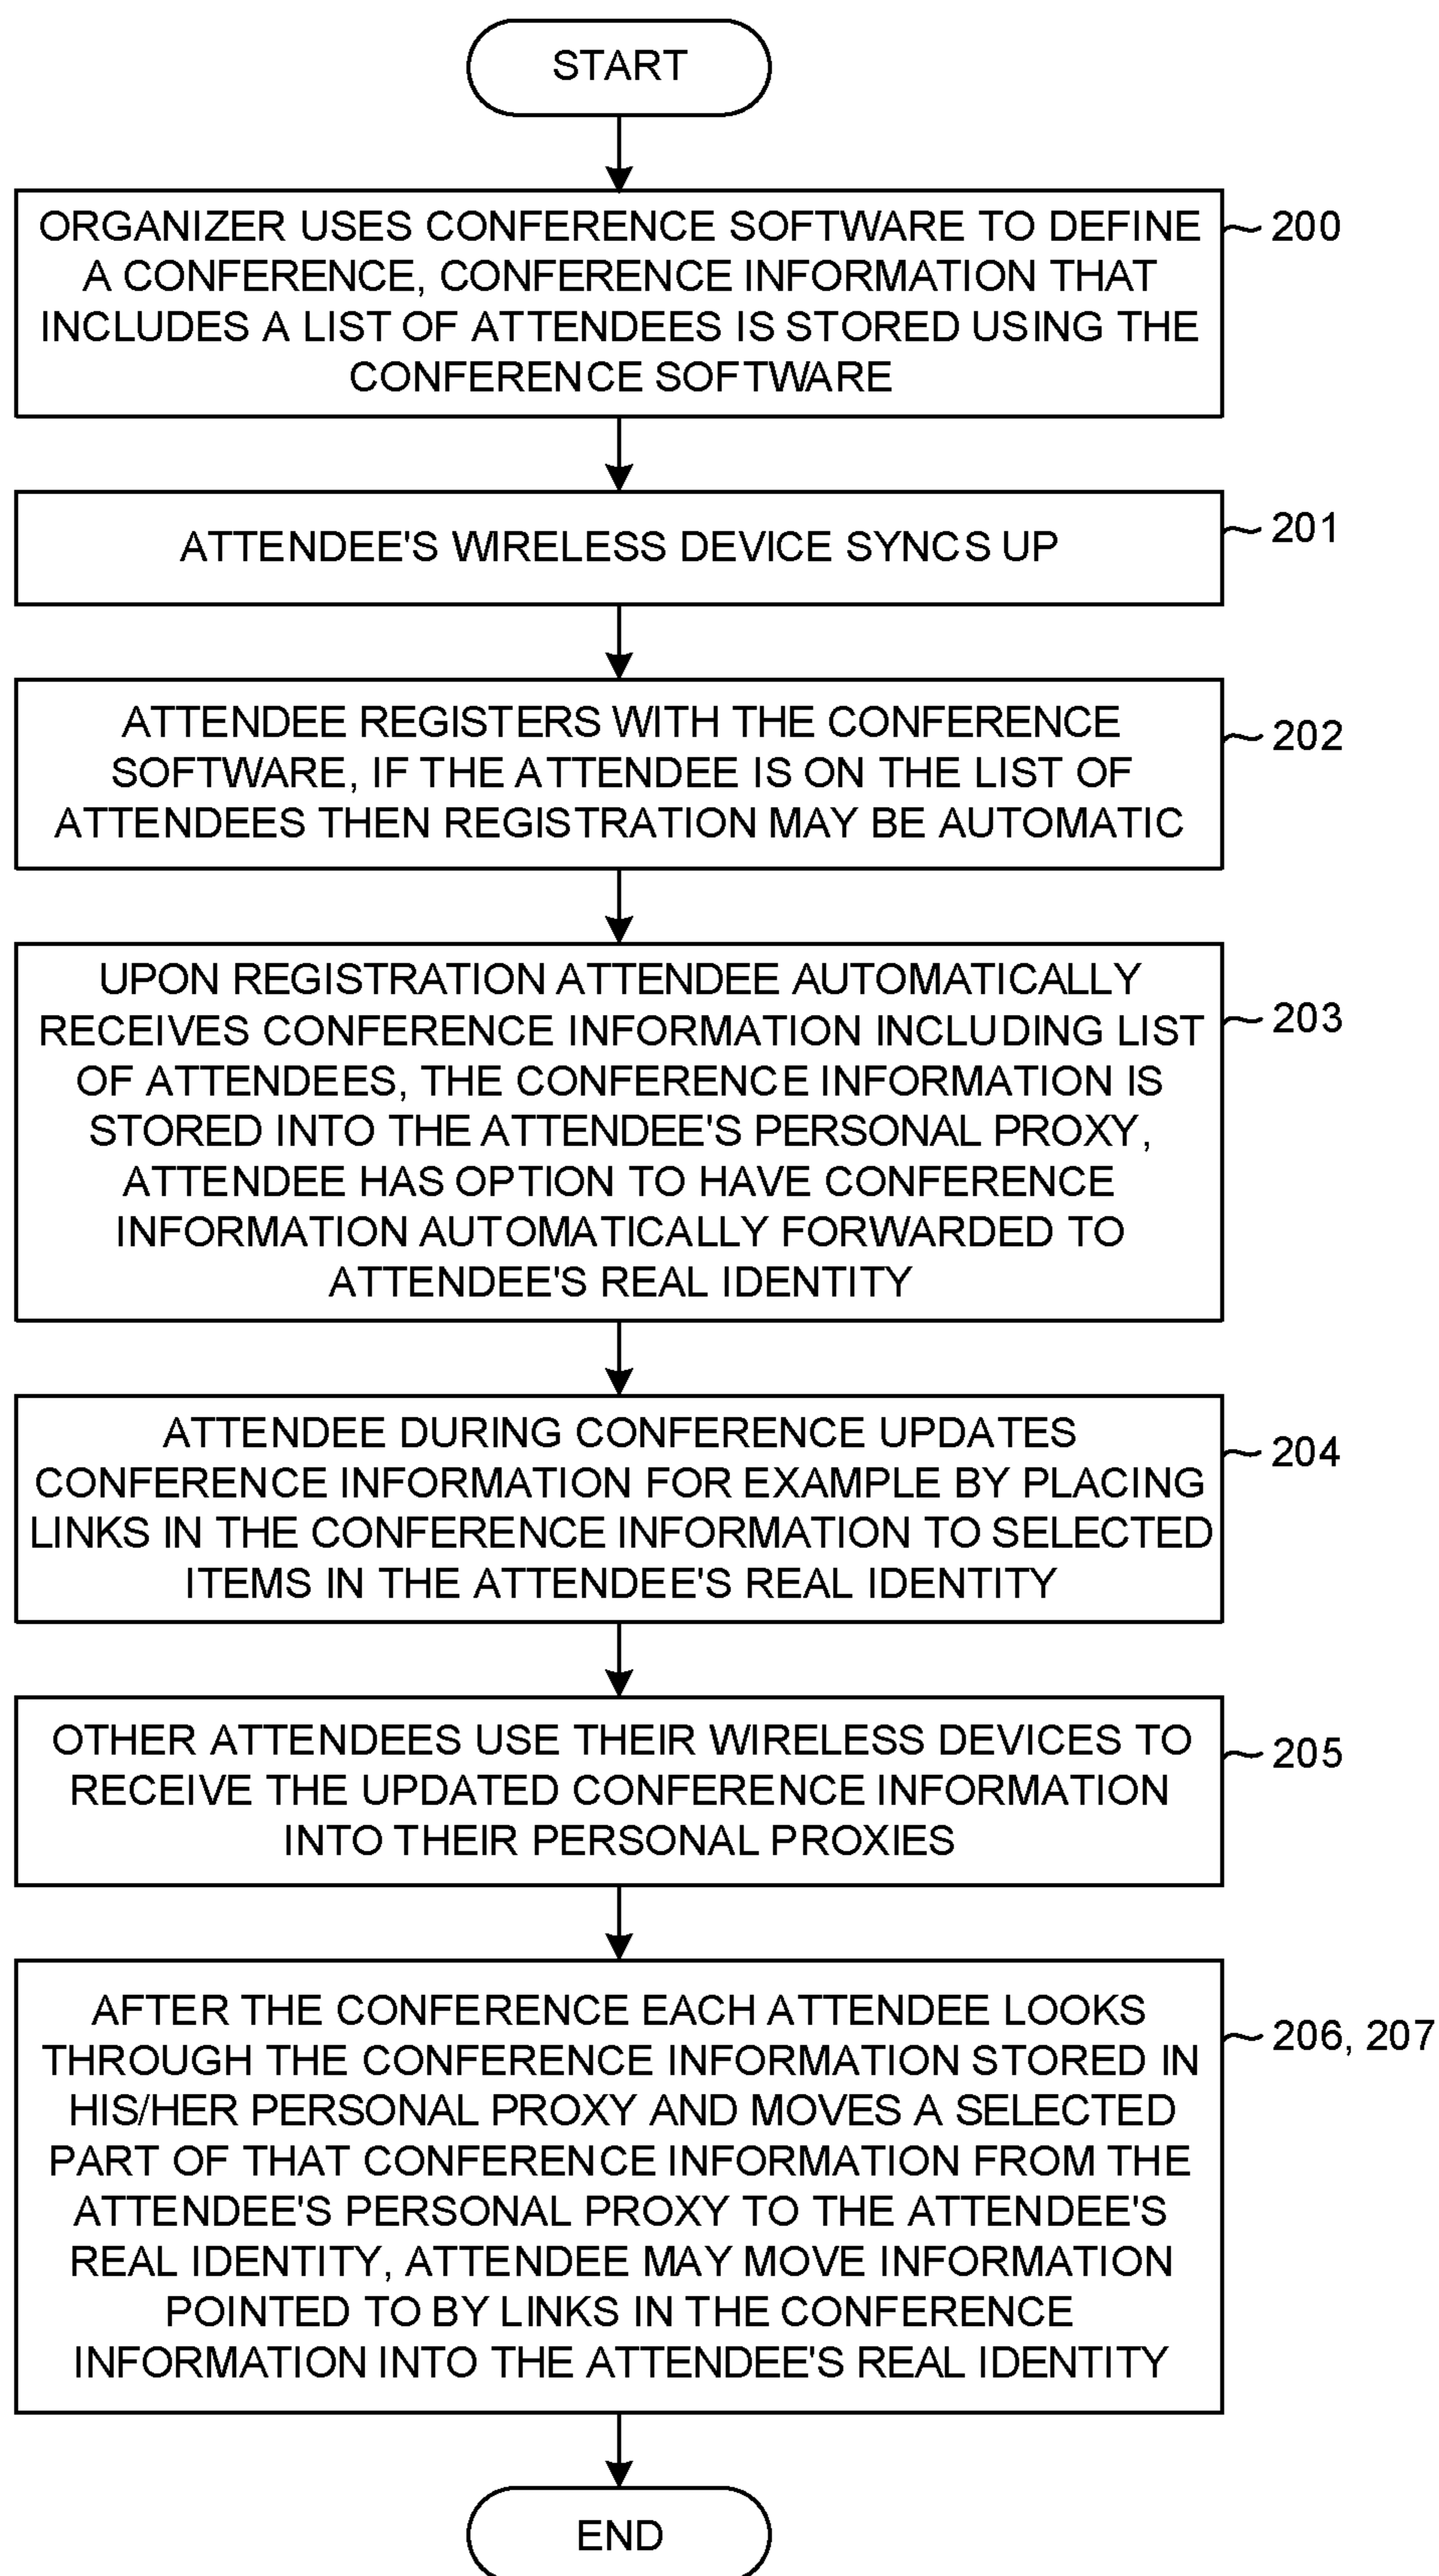 START
ORGANIZER USES CONFERENCE SOFTWARE TO DEFINE
A CONFERENCE, CONFERENCE INFORMATION THAT
INCLUDES A LIST OF ATTENDEES IS STORED USING THE
CONFERENCE SOFTWARE
200
ATTENDEE'S WIRELESS DEVICE SYNCS UP
201
ATTENDEE REGISTERS WITH THE CONFERENCE
SOFTWARE, IF THE ATTENDEE IS ON THE LIST OF
ATTENDEES THEN REGISTRATION MAY BE AUTOMATIC
202
UPON REGISTRATION ATTENDEE AUTOMATICALLY
RECEIVES CONFERENCE INFORMATION INCLUDING LIST
OF ATTENDEES, THE CONFERENCE INFORMATION IS
STORED INTO THE ATTENDEE'S PERSONAL PROXY,
ATTENDEE HAS OPTION TO HAVE CONFERENCE
INFORMATION AUTOMATICALLY FORWARDED TO
ATTENDEE'S REAL IDENTITY
203
ATTENDEE DURING CONFERENCE UPDATES
CONFERENCE INFORMATION FOR EXAMPLE BY PLACING
LINKS IN THE CONFERENCE INFORMATION TO SELECTED
ITEMS IN THE ATTENDEE'S REAL IDENTITY
204
OTHER ATTENDEES USE THEIR WIRELESS DEVICES TO
RECEIVE THE UPDATED CONFERENCE INFORMATION
INTO THEIR PERSONAL PROXIES
205
AFTER THE CONFERENCE EACH ATTENDEE LOOKS
THROUGH THE CONFERENCE INFORMATION STORED IN
HIS/HER PERSONAL PROXY AND MOVES A SELECTED
PART OF THAT CONFERENCE INFORMATION FROM THE
ATTENDEE'S PERSONAL PROXY TO THE ATTENDEE'S
REAL IDENTITY, ATTENDEE MAY MOVE INFORMATION
POINTED TO BY LINKS IN THE CONFERENCE
INFORMATION INTO THE ATTENDEE'S REAL IDENTITY
206, 207
END